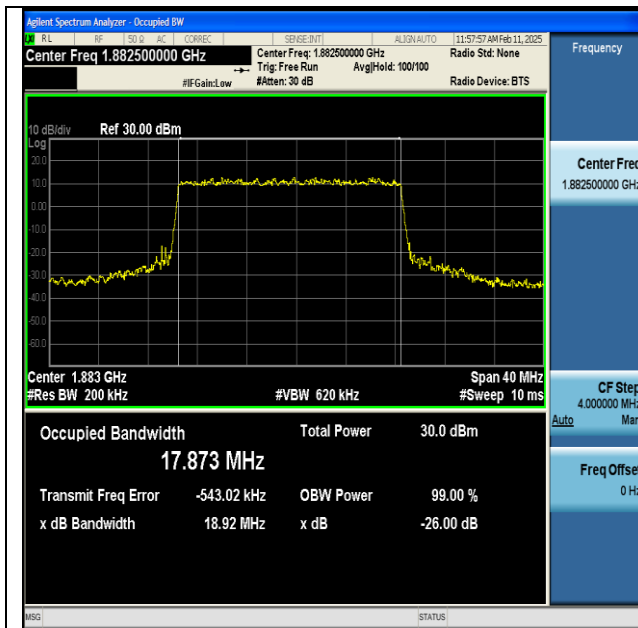 Agilent Spectrum Analyzer - Occupied BW
LXI RL RF 50 Ω AC CORREC SENSE:INT ALIGN AUTO 11:57:57 AM Feb 11, 2025
Center Freq 1.882500000 GHz
Center Freq: 1.882500000 GHz Radio Std: None
Trig: Free Run Avg|Hold: 100/100
#IFGain:Low #Atten: 30 dB Radio Device: BTS
10 dB/div Ref 30.00 dBm
Log
20.0
10.0
0.00
-10.0
-20.0
-30.0
-40.0
-50.0
-60.0
Center 1.883 GHz Span 40 MHz
#Res BW 200 kHz #VBW 620 kHz #Sweep 10 ms
Occupied Bandwidth Total Power 30.0 dBm
17.873 MHz
Transmit Freq Error -543.02 kHz OBW Power 99.00 %
x dB Bandwidth 18.92 MHz x dB -26.00 dB
MSG STATUS
Frequency
Center Freq
1.882500000 GHz
CF Step
4.000000 MHz
Auto Man
Freq Offset
0 Hz